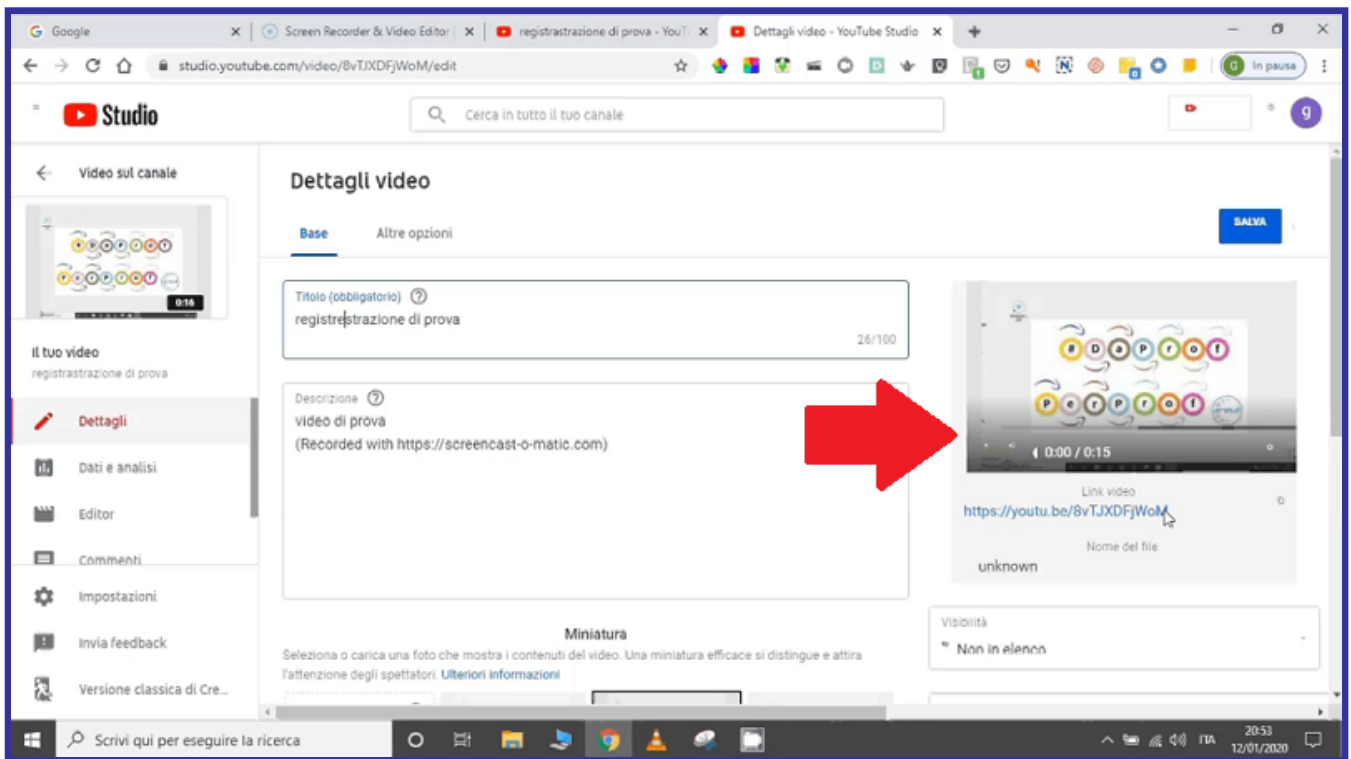 Google
Screen Recorder & Video Editor |
registrastrazione di prova - YouT
Dettagli video - YouTube Studio
studio.youtube.com/video/8vTJXDFjWoM/edit
G In pausa
Studio
Cerca in tutto il tuo canale
g
Video sul canale
Dettagli video
Base
Altre opzioni
SALVA
#DaProf
PerProf
0:16
Titolo (obbligatorio)
registrestrazione di prova
26/100
#DaProf
PerProf
0:00 / 0:15
Il tuo video
registrastrazione di prova
Descrizione
video di prova
(Recorded with https://screencast-o-matic.com)
Link video
https://youtu.be/8vTJXDFjWoM
Nome del file
unknown
Dettagli
Dati e analisi
Editor
Commenti
Impostazioni
Invia feedback
Versione classica di Cre...
Miniatura
Seleziona o carica una foto che mostra i contenuti del video. Una miniatura efficace si distingue e attira
l'attenzione degli spettatori. Ulteriori informazioni
Visibilità
Non in elenco
Scrivi qui per eseguire la ricerca
ITA
20:53
12/01/2020